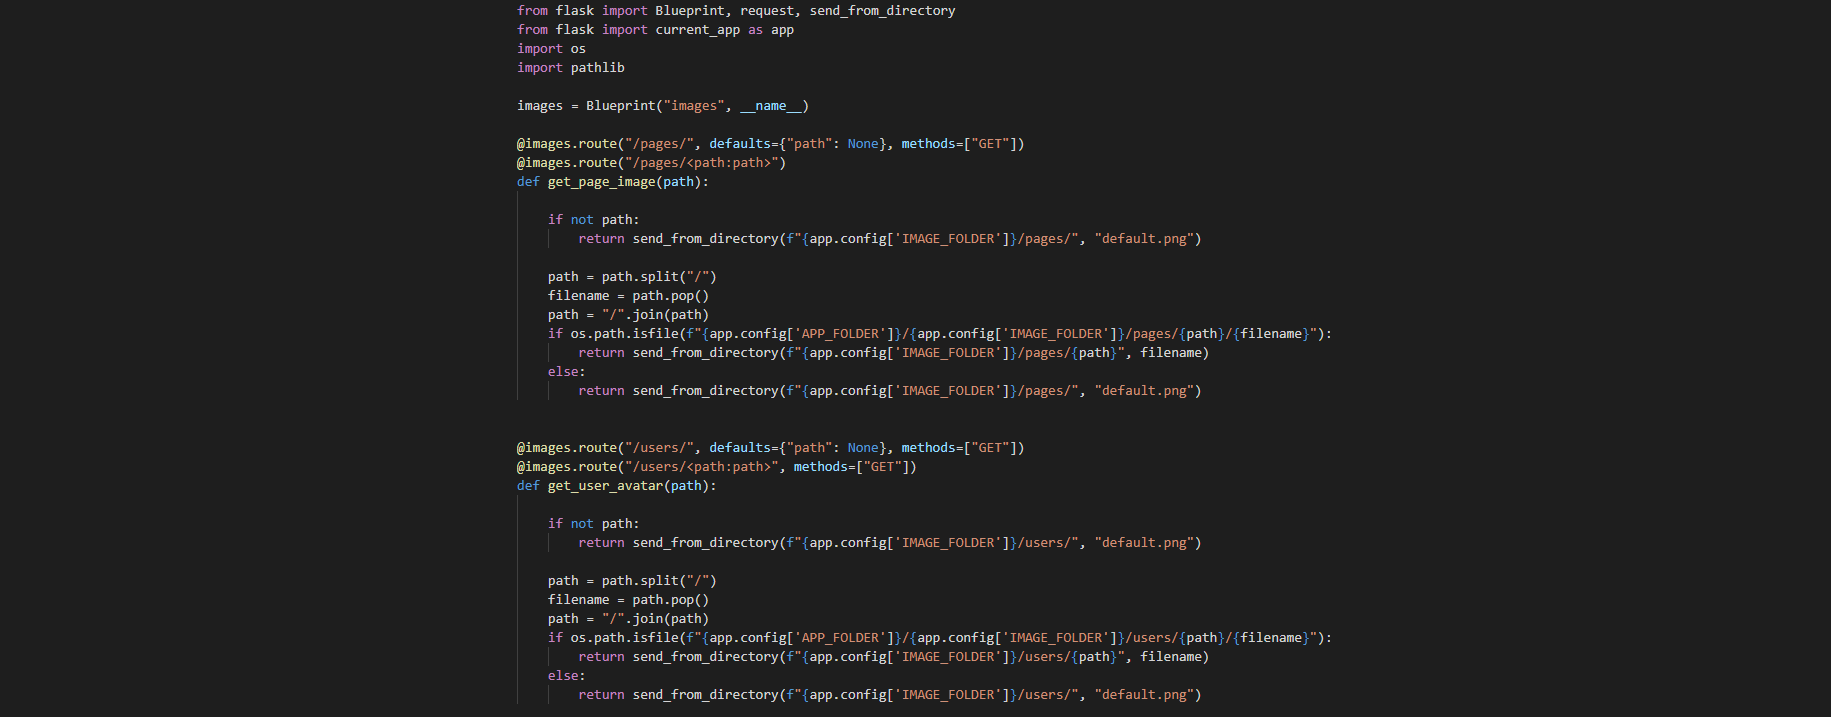 from flask import Blueprint, request, send_from_directory
from flask import current_app as app
import os
import pathlib

images = Blueprint("images", __name__)

@images.route("/pages/", defaults={"path": None}, methods=["GET"])
@images.route("/pages/<path:path>")
def get_page_image(path):

    if not path:
        return send_from_directory(f"{app.config['IMAGE_FOLDER']}/pages/", "default.png")

    path = path.split("/")
    filename = path.pop()
    path = "/".join(path)
    if os.path.isfile(f"{app.config['APP_FOLDER']}/{app.config['IMAGE_FOLDER']}/pages/{path}/{filename}"):
        return send_from_directory(f"{app.config['IMAGE_FOLDER']}/pages/{path}", filename)
    else:
        return send_from_directory(f"{app.config['IMAGE_FOLDER']}/pages/", "default.png")


@images.route("/users/", defaults={"path": None}, methods=["GET"])
@images.route("/users/<path:path>", methods=["GET"])
def get_user_avatar(path):

    if not path:
        return send_from_directory(f"{app.config['IMAGE_FOLDER']}/users/", "default.png")

    path = path.split("/")
    filename = path.pop()
    path = "/".join(path)
    if os.path.isfile(f"{app.config['APP_FOLDER']}/{app.config['IMAGE_FOLDER']}/users/{path}/{filename}"):
        return send_from_directory(f"{app.config['IMAGE_FOLDER']}/users/{path}", filename)
    else:
        return send_from_directory(f"{app.config['IMAGE_FOLDER']}/users/", "default.png")